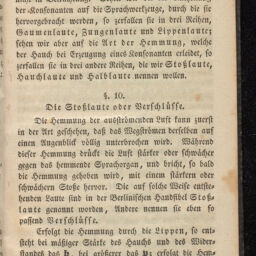 der Konsonanten auf die Sprachwerkzeuge, durch die sie
hervorgebracht werden, so zerfallen sie in drei Reihen,
Gaumenlaute, Zungenlaute und Lippenlaute;
sehen wir aber auf die Art der Hemmung, welche
der Hauch bei Erzeugung eines Konsonanten erleidet, so
zerfallen sie in drei andere Reihen, die wir Stoßlaute,
Hauchlaute und Halblaute nennen wollen.
§. 10.
Die Stoßlaute oder Verschlüsse.
Die Hemmung der ausströmenden Luft kann zuerst
in der Art geschehen, daß das Wegströmen derselben auf
einen Augenblick völlig unterbrochen wird. Während
dieser Hemmung drückt die Luft stärker oder schwächer
gegen das hemmende Sprachorgan, und bricht, so bald
die Hemmung gehoben wird, mit einem stärkern oder
schwächern Stoße hervor. Die auf solche Weise entste-
henden Laute sind in der Berlinischen Handfibel Stoß-
laute genannt worden, Andere nennen sie eben so
passend Verschlüsse.
Erfolgt die Hemmung durch die Lippen, so ent-
steht bei mäßiger Stärke des Hauchs und des Wider-
standes das b, bei größerer das p; erfolgt die Hem-